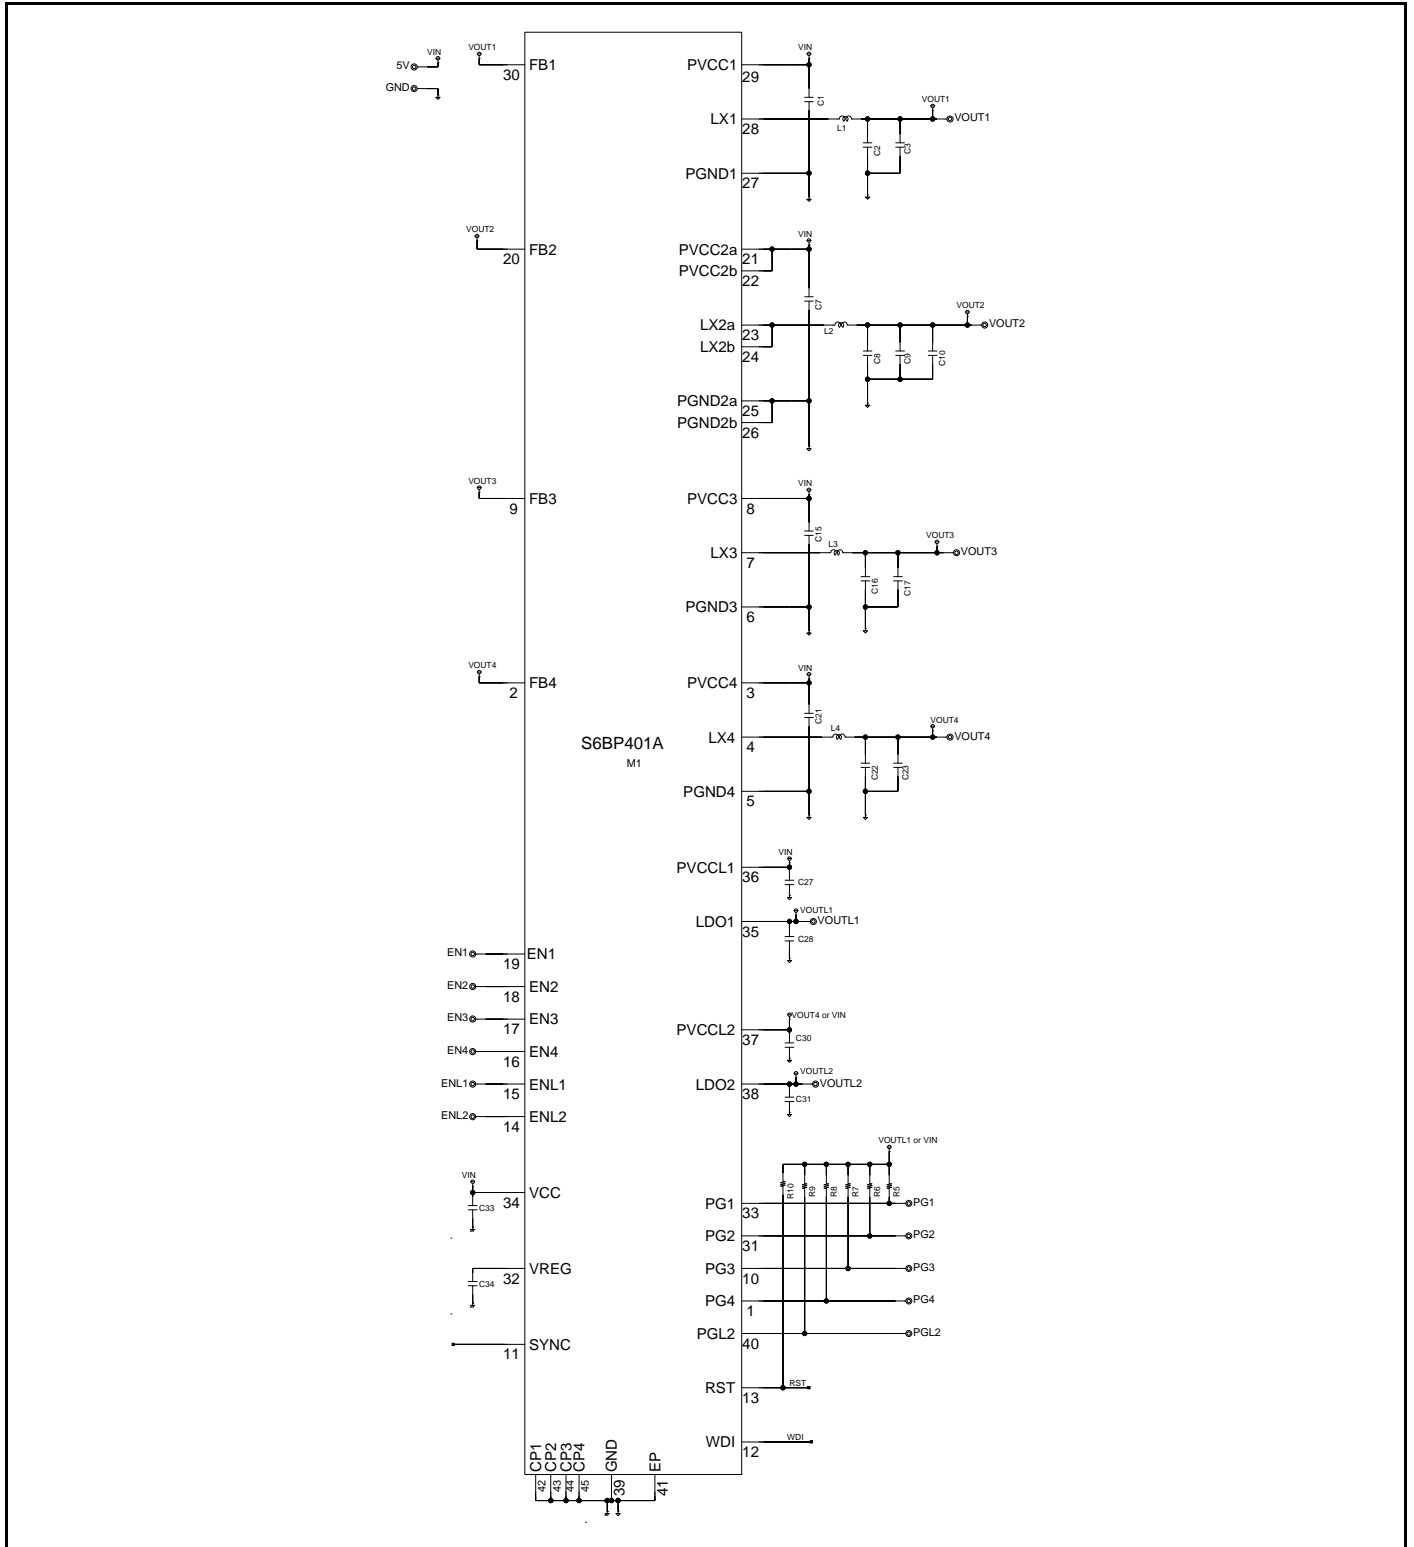 5V
VIN
GND
VOUT1
30
FB1
PVCC1
29
VIN
C1
LX1
28
L1
C2
C3
VOUT1
VOUT1
PGND1
27
VOUT2
20
FB2
PVCC2a
21
VIN
PVCC2b
22
C7
LX2a
23
LX2b
24
L2
C8
C9
C10
VOUT2
VOUT2
PGND2a
25
PGND2b
26
VOUT3
9
FB3
PVCC3
8
VIN
C15
LX3
7
L3
C16
C17
VOUT3
VOUT3
PGND3
6
VOUT4
2
FB4
PVCC4
3
VIN
C21
S6BP401A
M1
LX4
4
L4
C22
C23
VOUT4
VOUT4
PGND4
5
PVCCL1
36
VIN
C27
LDO1
35
VOUTL1
VOUTL1
C28
EN1
19
EN1
EN2
18
EN2
EN3
17
EN3
EN4
16
EN4
ENL1
15
ENL1
ENL2
14
ENL2
PVCCL2
37
VOUT4 or VIN
C30
LDO2
38
VOUTL2
VOUTL2
C31
VIN
34
VCC
C33
VOUTL1 or VIN
R10
R9
R8
R7
R6
R5
PG1
33
PG1
PG2
31
PG2
32
VREG
C34
PG3
10
PG3
PG4
1
PG4
PGL2
40
PGL2
11
SYNC
RST
13
RST
WDI
12
WDI
CP1
CP2
CP3
CP4
GND
EP
42
43
44
45
39
41